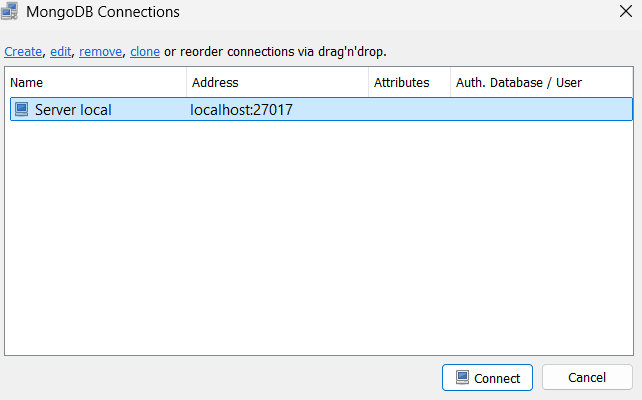 MongoDB Connections
Create, edit, remove, clone or reorder connections via drag'n'drop.
Name Address Attributes Auth. Database / User
Server local localhost:27017
Connect Cancel